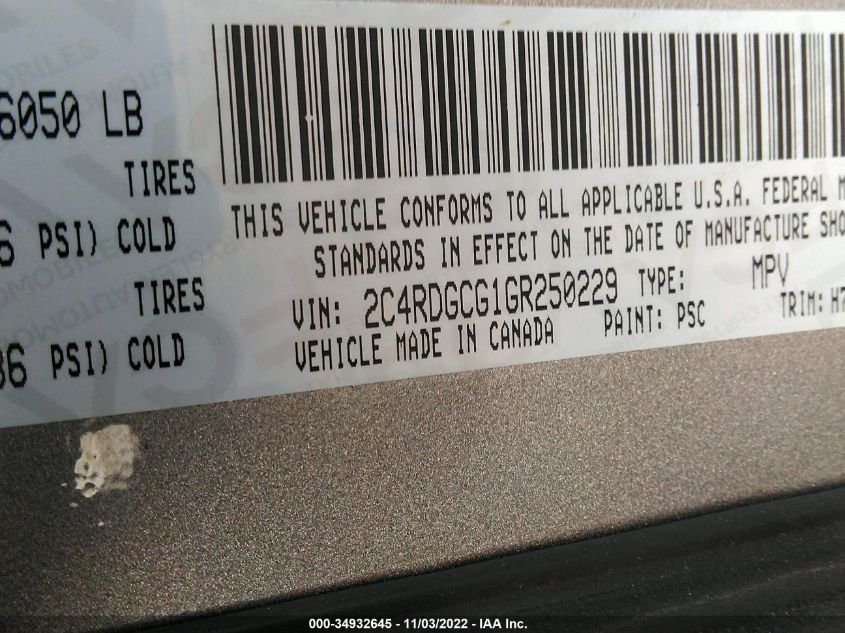 6050 LB
TIRES
6 PSI) COLD
TIRES
36 PSI) COLD
THIS VEHICLE CONFORMS TO ALL APPLICABLE U.S.A. FEDERAL M
STANDARDS IN EFFECT ON THE DATE OF MANUFACTURE SHO
VIN: 2C4RDGCG1GR250229 TYPE: MPV
VEHICLE MADE IN CANADA PAINT: PSC TRIM: H7
000-34932645 - 11/03/2022 - IAA Inc.